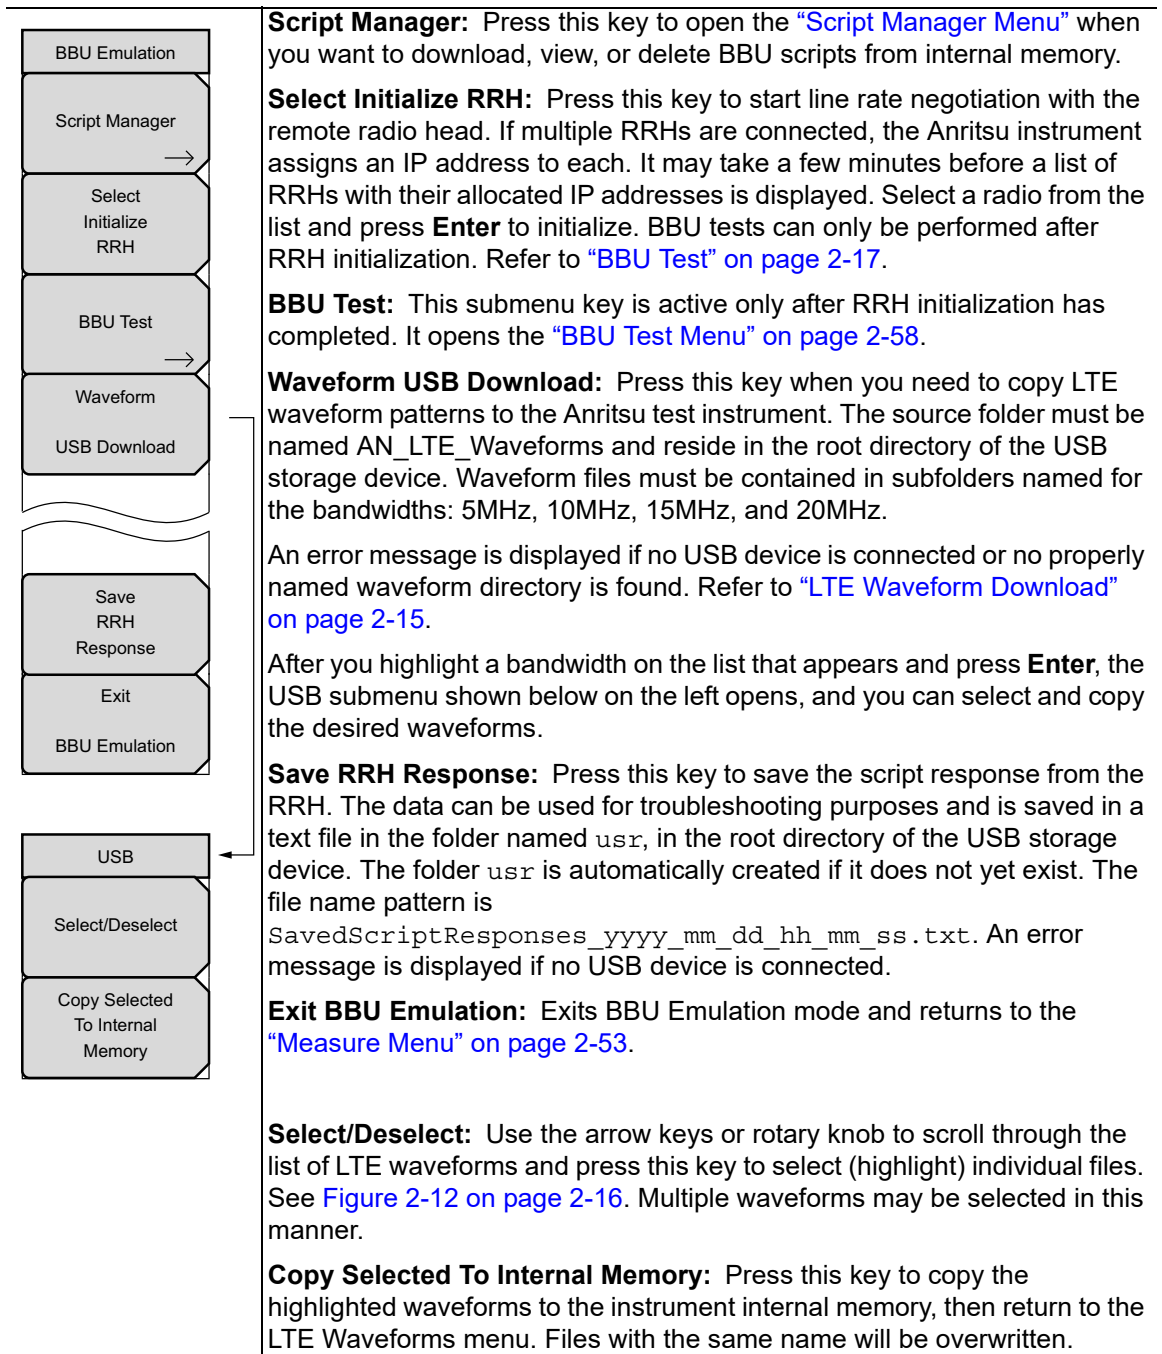 BBU Emulation
Script Manager
Select
Initialize
RRH
BBU Test
Waveform
USB Download
Save
RRH
Response
Exit
BBU Emulation
USB
Select/Deselect
Copy Selected
To Internal
Memory
Script Manager: Press this key to open the “Script Manager Menu” when
you want to download, view, or delete BBU scripts from internal memory.
Select Initialize RRH: Press this key to start line rate negotiation with the
remote radio head. If multiple RRHs are connected, the Anritsu instrument
assigns an IP address to each. It may take a few minutes before a list of
RRHs with their allocated IP addresses is displayed. Select a radio from the
list and press Enter to initialize. BBU tests can only be performed after
RRH initialization. Refer to “BBU Test” on page 2-17.
BBU Test: This submenu key is active only after RRH initialization has
completed. It opens the “BBU Test Menu” on page 2-58.
Waveform USB Download: Press this key when you need to copy LTE
waveform patterns to the Anritsu test instrument. The source folder must be
named AN_LTE_Waveforms and reside in the root directory of the USB
storage device. Waveform files must be contained in subfolders named for
the bandwidths: 5MHz, 10MHz, 15MHz, and 20MHz.
An error message is displayed if no USB device is connected or no properly
named waveform directory is found. Refer to “LTE Waveform Download”
on page 2-15.
After you highlight a bandwidth on the list that appears and press Enter, the
USB submenu shown below on the left opens, and you can select and copy
the desired waveforms.
Save RRH Response: Press this key to save the script response from the
RRH. The data can be used for troubleshooting purposes and is saved in a
text file in the folder named usr, in the root directory of the USB storage
device. The folder usr is automatically created if it does not yet exist. The
file name pattern is
SavedScriptResponses_yyyy_mm_dd_hh_mm_ss.txt. An error
message is displayed if no USB device is connected.
Exit BBU Emulation: Exits BBU Emulation mode and returns to the
“Measure Menu” on page 2-53.
Select/Deselect: Use the arrow keys or rotary knob to scroll through the
list of LTE waveforms and press this key to select (highlight) individual files.
See Figure 2-12 on page 2-16. Multiple waveforms may be selected in this
manner.
Copy Selected To Internal Memory: Press this key to copy the
highlighted waveforms to the instrument internal memory, then return to the
LTE Waveforms menu. Files with the same name will be overwritten.